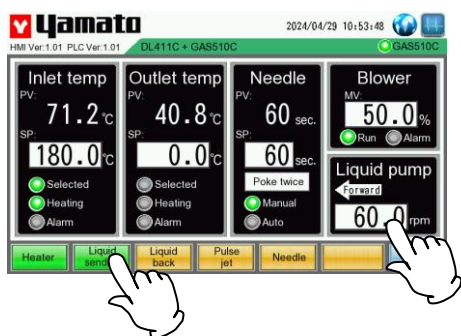 Yamato
2024/04/29 10:53:48
HMI Ver:1.01 PLC Ver:1.01 DL411C + GAS510C GAS510C
Inlet temp
PV:
71.2℃
SP:
180.0℃
Selected
Heating
Alarm
Outlet temp
PV:
40.8℃
SP:
0.0℃
Selected
Heating
Alarm
Needle
PV:
60 sec.
SP:
60 sec.
Poke twice
Manual
Auto
Blower
MV:
50.0 %
Run Alarm
Liquid pump
Forward
60.0 rpm
Heater
Liquid
Liquid
back
Pulse
jet
Needle